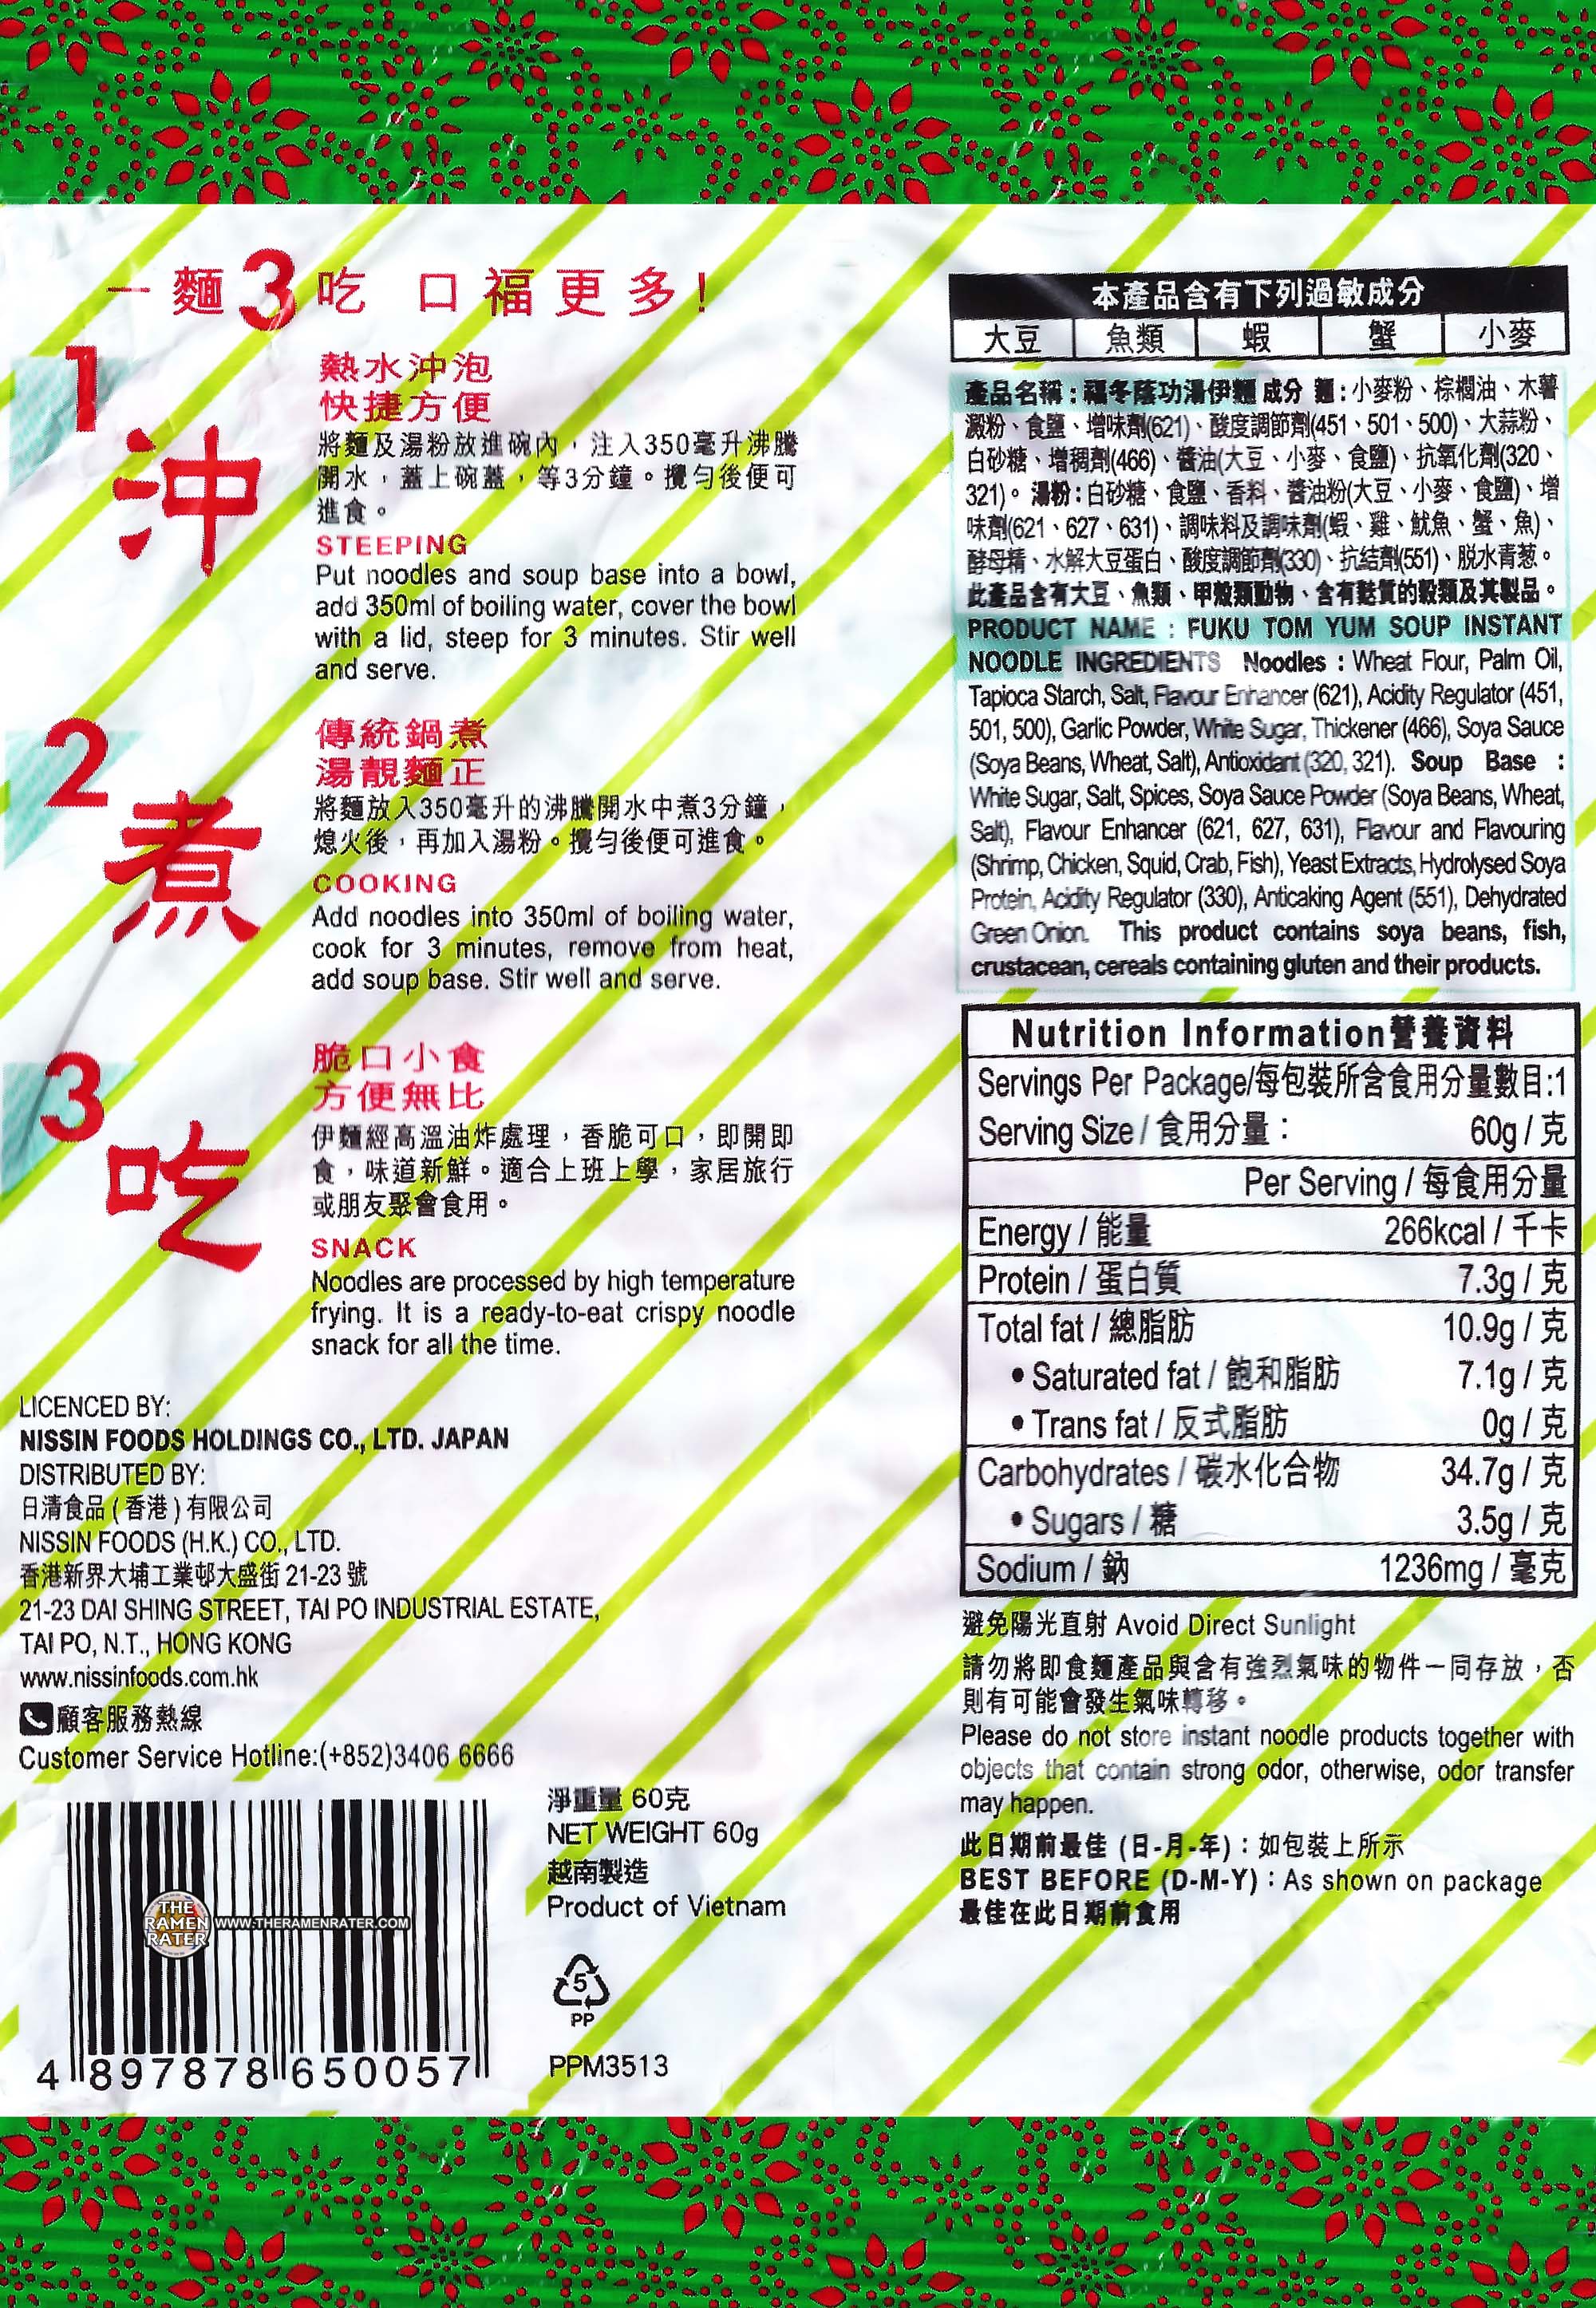 一麵3吃 口福更多!
1
沖
熱水沖泡
快捷方便
將麵及湯粉放進碗內，注入350毫升沸騰
開水，蓋上碗蓋，等3分鐘。攪勻後便可
進食。
STEEPING
Put noodles and soup base into a bowl,
add 350ml of boiling water, cover the bowl
with a lid, steep for 3 minutes. Stir well
and serve.
2
煮
傳統鍋煮
湯靚麵正
將麵放入350毫升的沸騰開水中煮3分鐘，
熄火後，再加入湯粉。攪勻後便可進食。
COOKING
Add noodles into 350ml of boiling water,
cook for 3 minutes, remove from heat,
add soup base. Stir well and serve.
3
吃
脆口小食
方便無比
伊麵經高溫油炸處理，香脆可口，即開即
食，味道新鮮。適合上班上學，家居旅行
或朋友聚會食用。
SNACK
Noodles are processed by high temperature
frying. It is a ready-to-eat crispy noodle
snack for all the time.
LICENCED BY:
NISSIN FOODS HOLDINGS CO., LTD. JAPAN
DISTRIBUTED BY:
日清食品(香港)有限公司
NISSIN FOODS (H.K.) CO., LTD.
香港新界大埔工業邨大盛街 21-23 號
21-23 DAI SHING STREET, TAI PO INDUSTRIAL ESTATE,
TAI PO, N.T., HONG KONG
www.nissinfoods.com.hk
顧客服務熱線
Customer Service Hotline:(+852)3406 6666
THE
RAMEN
RATER
WWW.THERAMENRATER.COM
4 897878 650057
淨重量 60克
NET WEIGHT 60g
越南製造
Product of Vietnam
5
PP
PPM3513
本產品含有下列過敏成分
大豆 魚類 蝦 蟹 小麥
產品名稱：福冬蔭功湯伊麵 成分 麵：小麥粉、棕櫚油、木薯
澱粉、食鹽、增味劑(621)、酸度調節劑(451、501、500)、大蒜粉、
白砂糖、增稠劑(466)、醬油(大豆、小麥、食鹽)、抗氧化劑(320、
321)。湯粉：白砂糖、食鹽、香料、醬油粉(大豆、小麥、食鹽)、增
味劑(621、627、631)、調味料及調味劑(蝦、雞、魷魚、蟹、魚)、
酵母精、水解大豆蛋白、酸度調節劑(330)、抗結劑(551)、脱水青葱。
此產品含有大豆、魚類、甲殼類動物、含有麩質的穀類及其製品。
PRODUCT NAME : FUKU TOM YUM SOUP INSTANT
NOODLE INGREDIENTS Noodles : Wheat Flour, Palm Oil,
Tapioca Starch, Salt, Flavour Enhancer (621), Acidity Regulator (451,
501, 500), Garlic Powder, White Sugar, Thickener (466), Soya Sauce
(Soya Beans, Wheat, Salt), Antioxidant (320, 321). Soup Base :
White Sugar, Salt, Spices, Soya Sauce Powder (Soya Beans, Wheat,
Salt), Flavour Enhancer (621, 627, 631), Flavour and Flavouring
(Shrimp, Chicken, Squid, Crab, Fish), Yeast Extracts, Hydrolysed Soya
Protein, Acidity Regulator (330), Anticaking Agent (551), Dehydrated
Green Onion. This product contains soya beans, fish,
crustacean, cereals containing gluten and their products.
Nutrition Information營養資料
Servings Per Package/每包裝所含食用分量數目:1
Serving Size / 食用分量： 60g / 克
Per Serving / 每食用分量
Energy / 能量 266kcal / 千卡
Protein / 蛋白質 7.3g / 克
Total fat / 總脂肪 10.9g / 克
• Saturated fat / 飽和脂肪 7.1g / 克
• Trans fat / 反式脂肪 0g / 克
Carbohydrates / 碳水化合物 34.7g / 克
• Sugars / 糖 3.5g / 克
Sodium / 鈉 1236mg / 毫克
避免陽光直射 Avoid Direct Sunlight
請勿將即食麵產品與含有強烈氣味的物件一同存放，否
則有可能會發生氣味轉移。
Please do not store instant noodle products together with
objects that contain strong odor, otherwise, odor transfer
may happen.
此日期前最佳 (日-月-年)：如包裝上所示
BEST BEFORE (D-M-Y)：As shown on package
最佳在此日期前食用